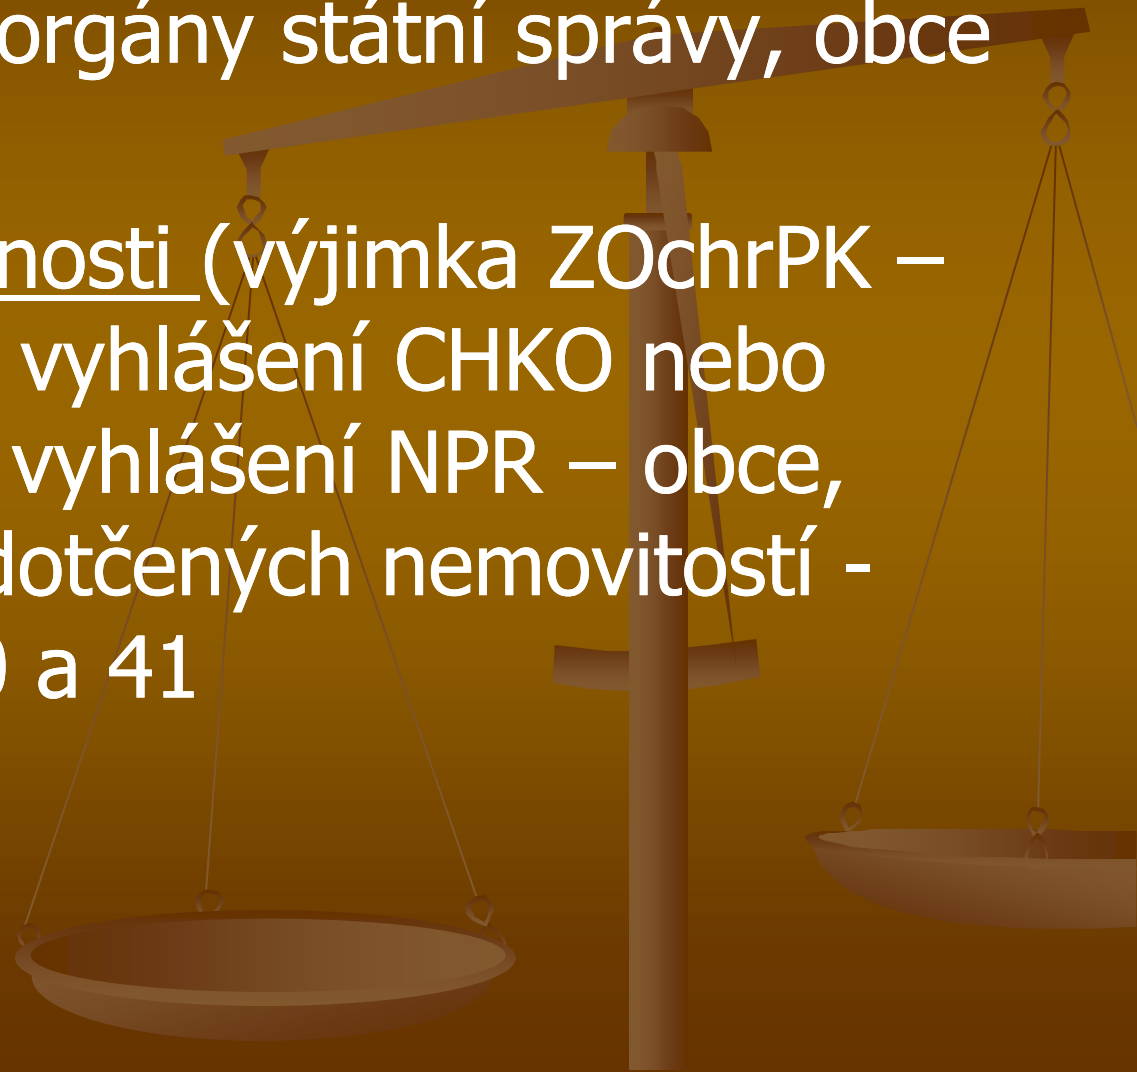 orgány státní správy, obce
nosti (výjimka ZOchrPK –
vyhlášení CHKO nebo
vyhlášení NPR – obce,
dotčených nemovitostí -
a 41